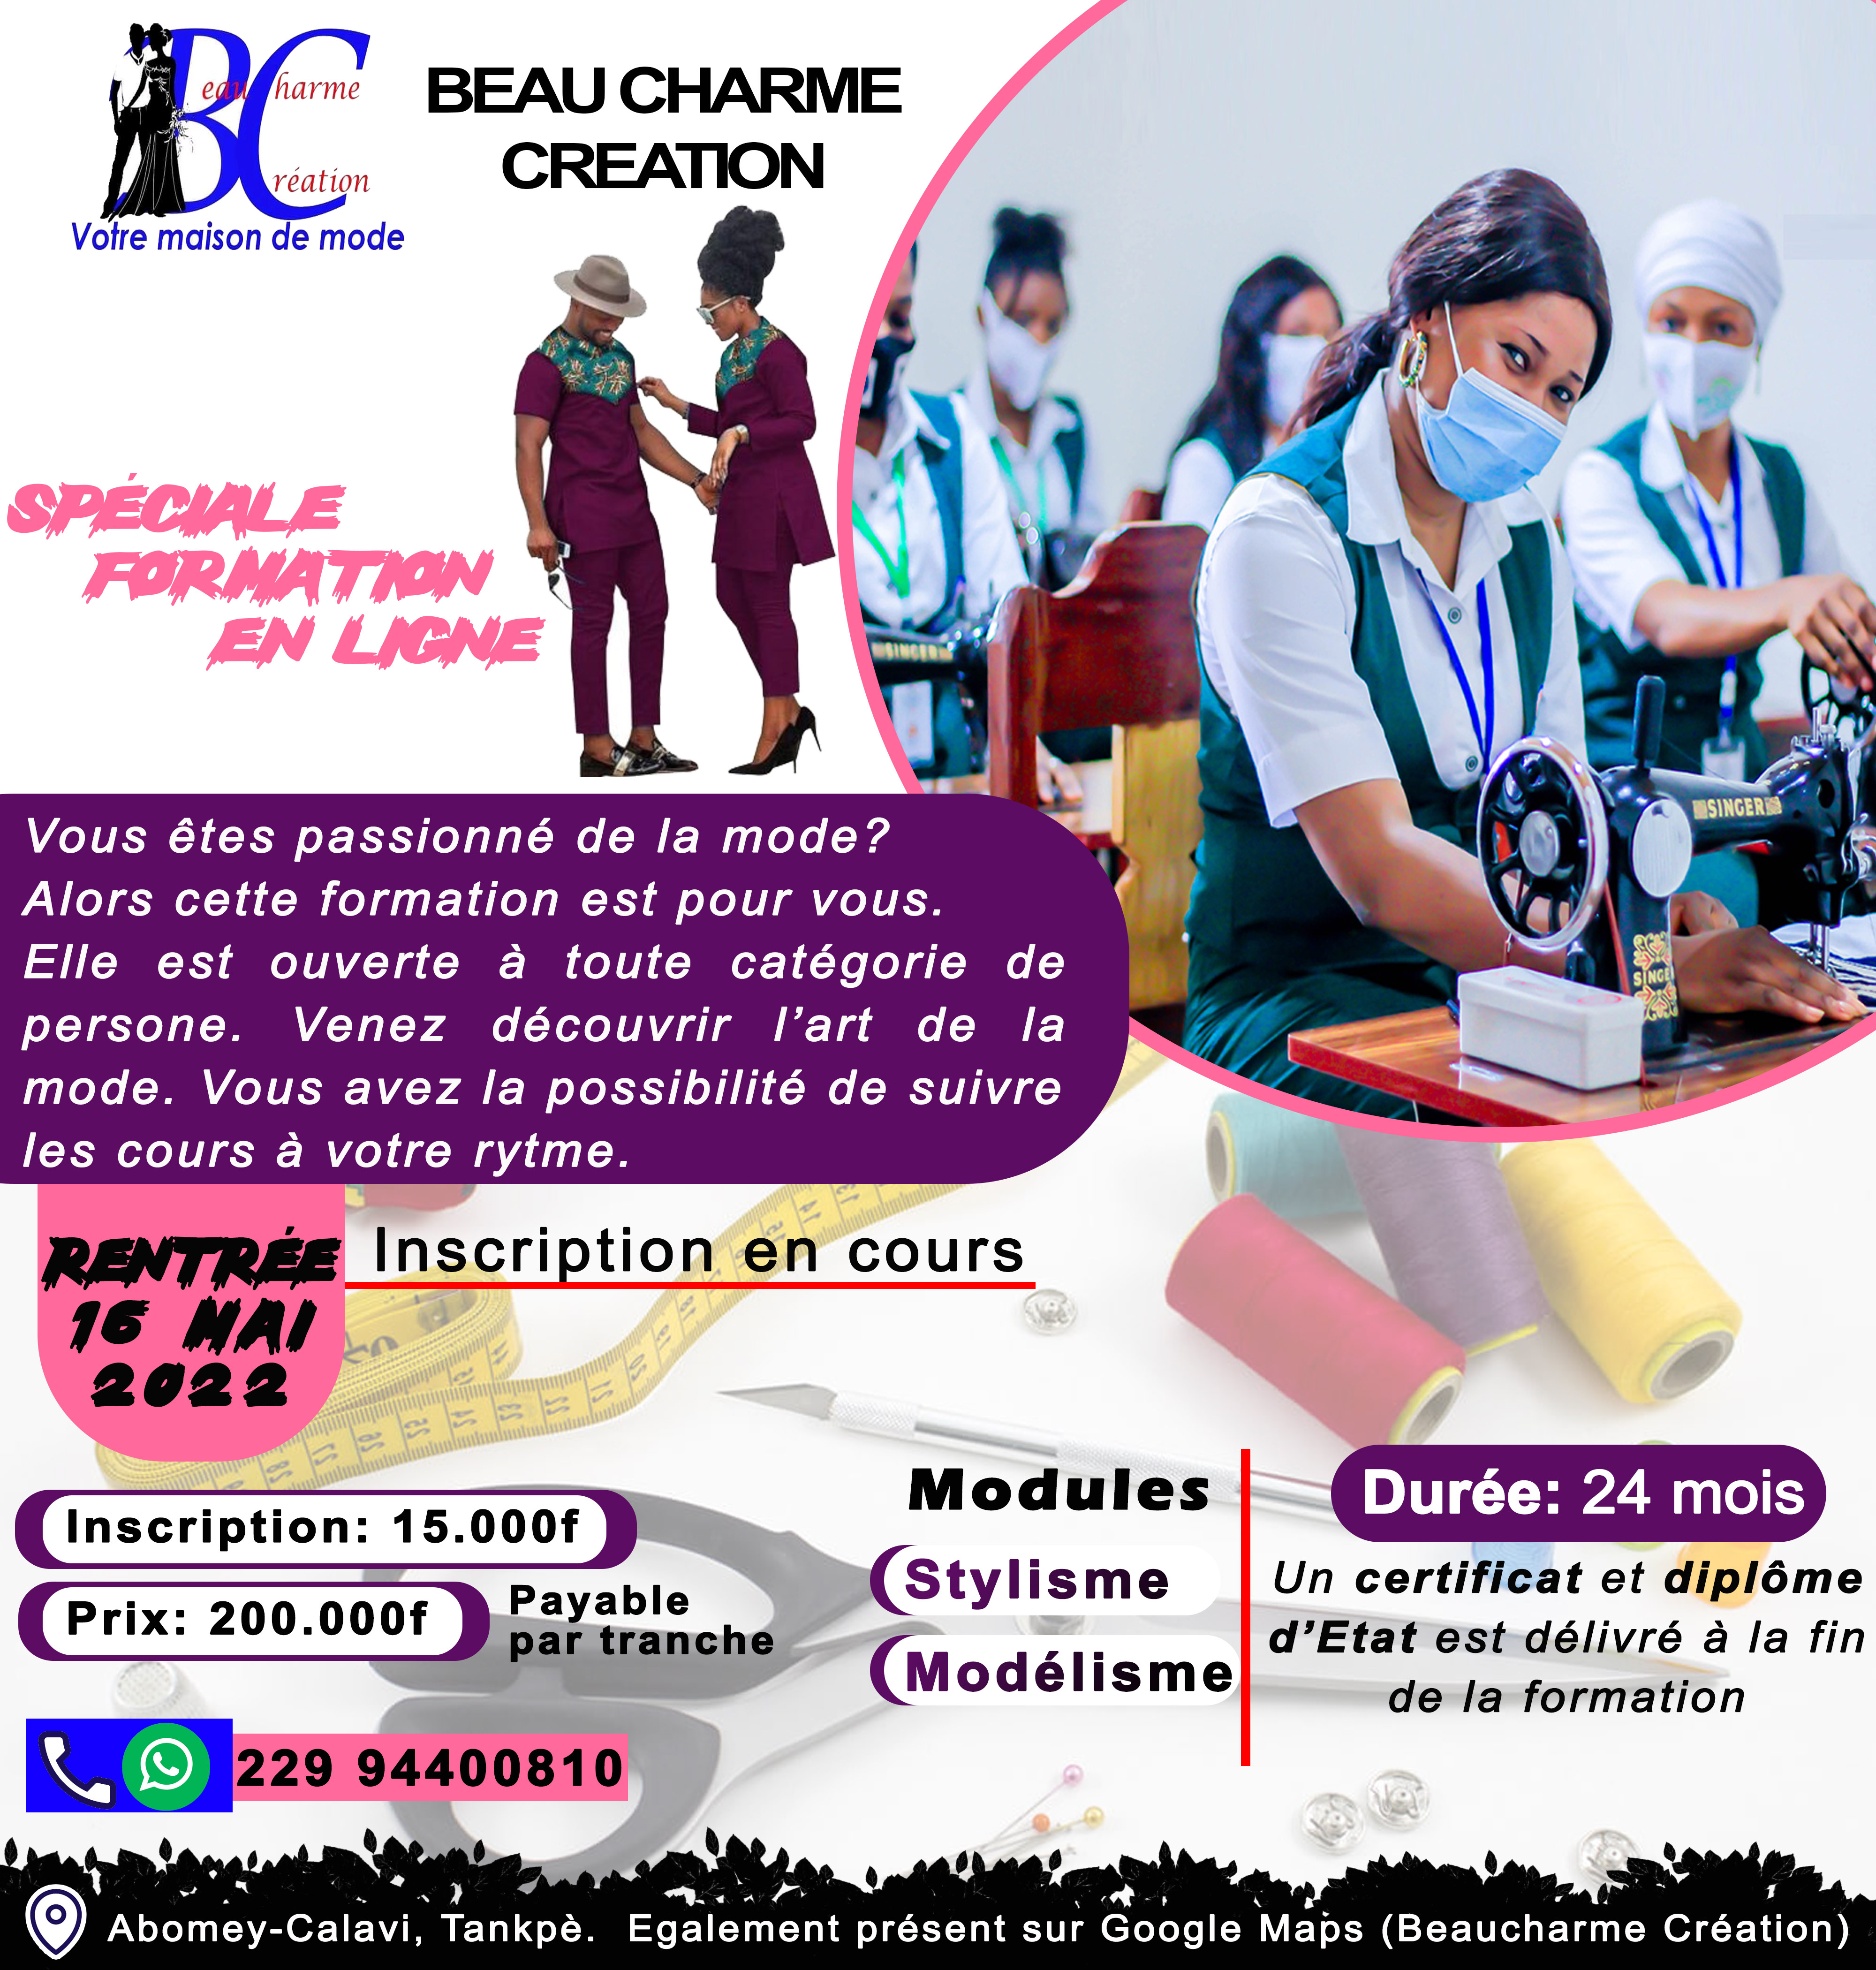 BC
eau harme
réation
Votre maison de mode
BEAU CHARME
CREATION
SPÉCIALE
FORMATION
EN LIGNE
SINGER
SINGER
SINGE
Vous êtes passionné de la mode?
Alors cette formation est pour vous.
Elle est ouverte à toute catégorie de
persone. Venez découvrir l’art de la
mode. Vous avez la possibilité de suivre
les cours à votre rytme.
RENTRÉE
16 MAI
2022
Inscription en cours
Inscription: 15.000f
Prix: 200.000f
Payable
par tranche
Modules
Stylisme
Modélisme
Durée: 24 mois
Un certificat et diplôme
d’Etat est délivré à la fin
de la formation
229 94400810
Abomey-Calavi, Tankpè. Egalement présent sur Google Maps (Beaucharme Création)